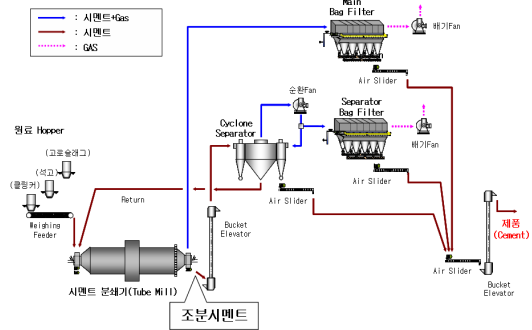 : 시멘트+Gas
: 시멘트
: GAS
Main
Bag Filter
배기Fan
Air Slider
순환Fan
Separator
Bag Filter
배기Fan
Air Slider
Cyclone
Separator
원료 Hopper
(고로슬래그)
(석고)
(클링커)
Weighing
Feeder
Return
Bucket
Elevator
Air Slider
제품
(Cement)
Air Slider
Bucket
Elevator
시멘트 분쇄기(Tube Mill)
조분시멘트